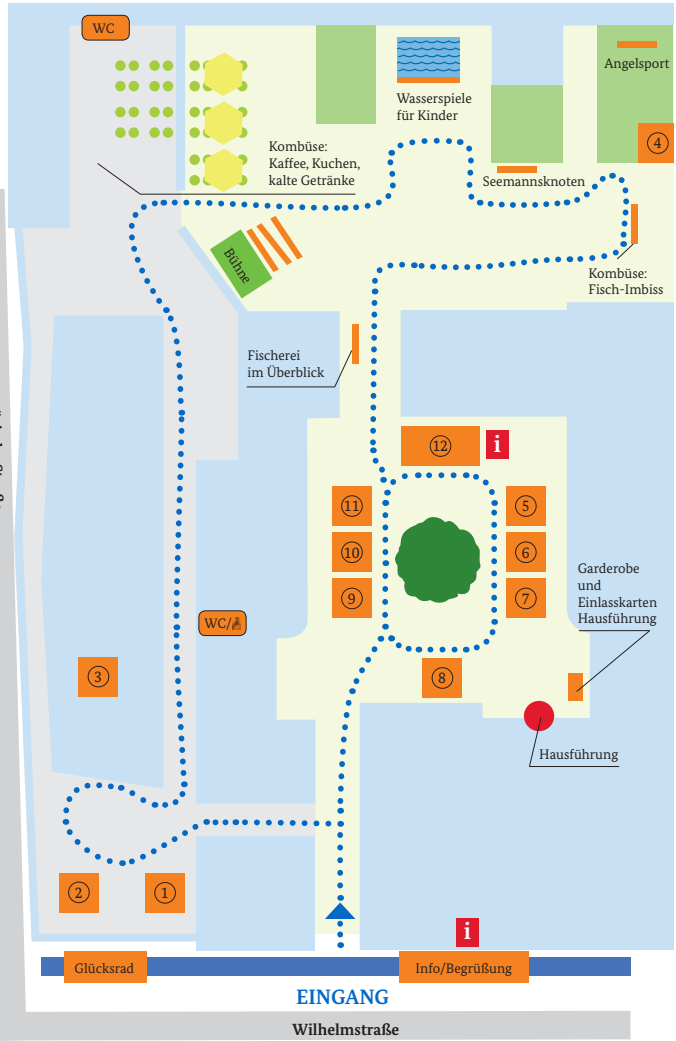 WC
Angelsport
Wasserspiele
für Kinder
④
Kombüse:
Kaffee, Kuchen,
kalte Getränke
Seemannsknoten
Bühne
Kombüse:
Fisch-Imbiss
Fischerei
im Überblick
⑫
i
⑪
⑤
⑩
⑥
⑨
⑦
Garderobe
und
Einlasskarten
Hausführung
WC/
③
⑧
Hausführung
②
①
i
Glücksrad
Info/Begrüßung
EINGANG
Wilhelmstraße